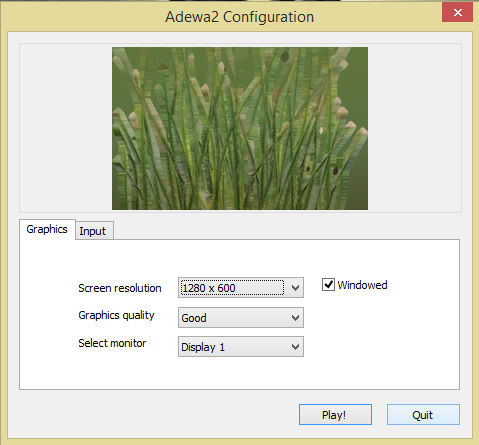 Adewa2 Configuration
Graphics
Input
Screen resolution
1280 x 600
Windowed
Graphics quality
Good
Select monitor
Display 1
Play!
Quit